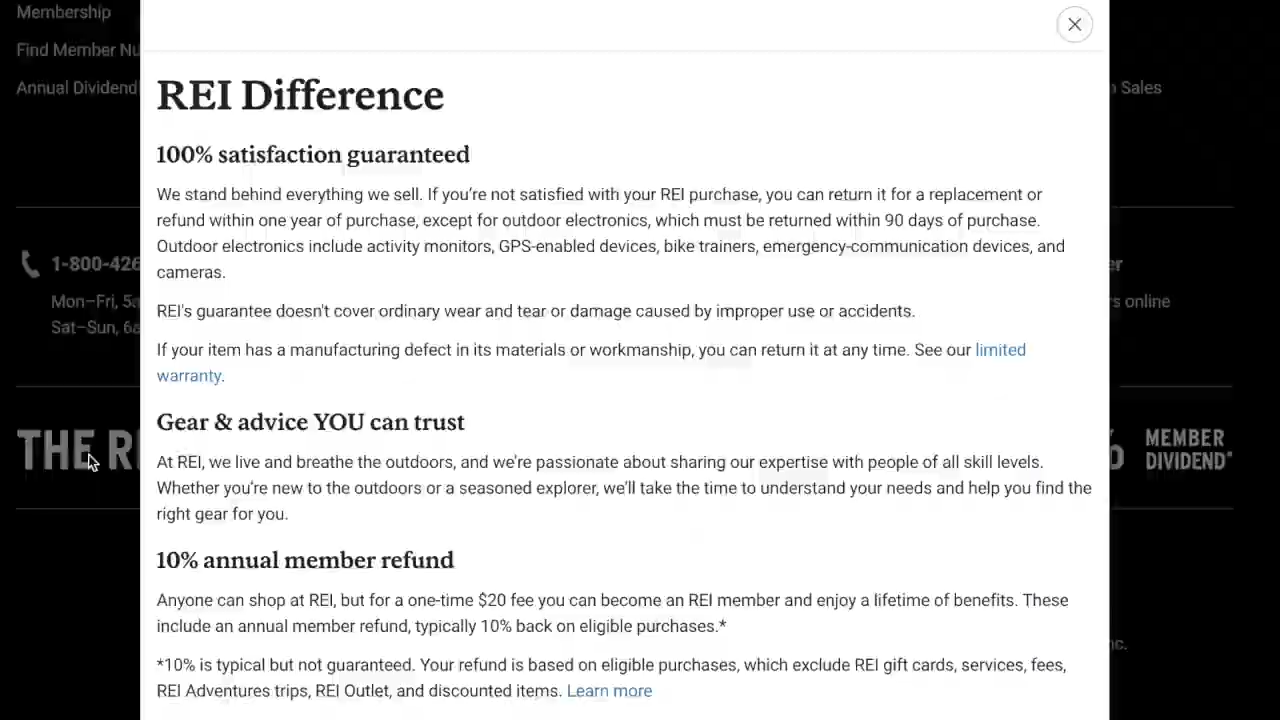 Membership
Find Member Nu
Annual Dividend
Sales
1-800-426
Mon–Fri, 5a
Sat–Sun, 6a
er
s online
THE R
MEMBER
DIVIDEND
nc.
REI Difference
100% satisfaction guaranteed
We stand behind everything we sell. If you're not satisfied with your REI purchase, you can return it for a replacement or
refund within one year of purchase, except for outdoor electronics, which must be returned within 90 days of purchase.
Outdoor electronics include activity monitors, GPS-enabled devices, bike trainers, emergency-communication devices, and
cameras.
REI's guarantee doesn't cover ordinary wear and tear or damage caused by improper use or accidents.
If your item has a manufacturing defect in its materials or workmanship, you can return it at any time. See our limited
warranty.
Gear & advice YOU can trust
At REI, we live and breathe the outdoors, and we're passionate about sharing our expertise with people of all skill levels.
Whether you're new to the outdoors or a seasoned explorer, we'll take the time to understand your needs and help you find the
right gear for you.
10% annual member refund
Anyone can shop at REI, but for a one-time $20 fee you can become an REI member and enjoy a lifetime of benefits. These
include an annual member refund, typically 10% back on eligible purchases.*
*10% is typical but not guaranteed. Your refund is based on eligible purchases, which exclude REI gift cards, services, fees,
REI Adventures trips, REI Outlet, and discounted items. Learn more